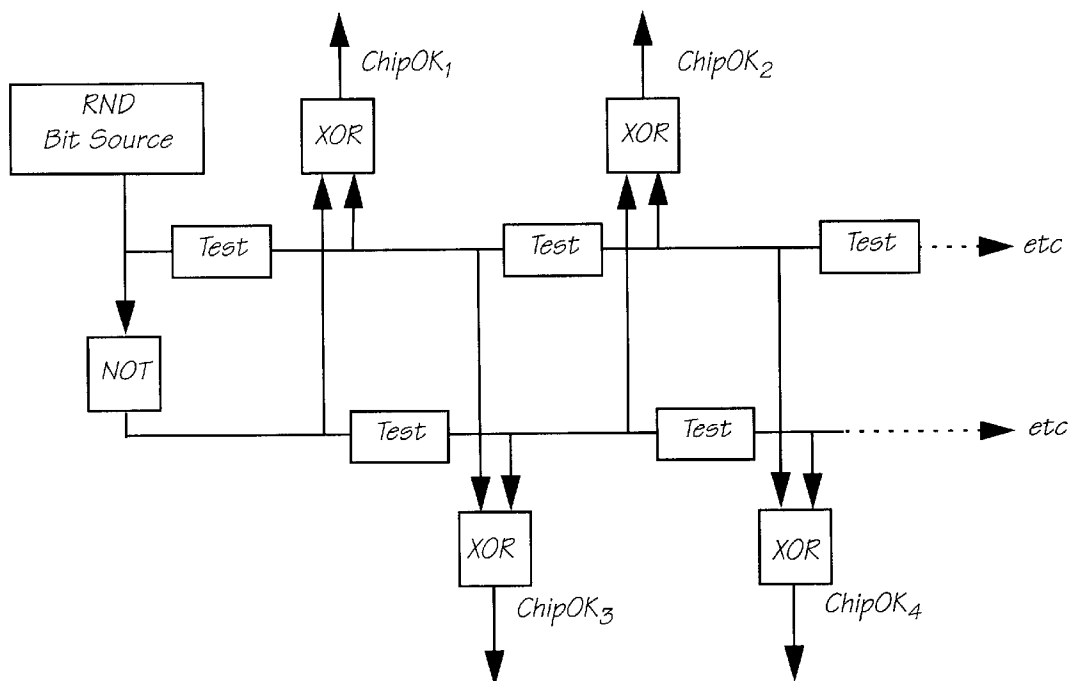 RND
Bit Source
ChipOK₁
XOR
ChipOK₂
XOR
Test
Test
Test
etc
NOT
Test
Test
etc
XOR
ChipOK₃
XOR
ChipOK₄